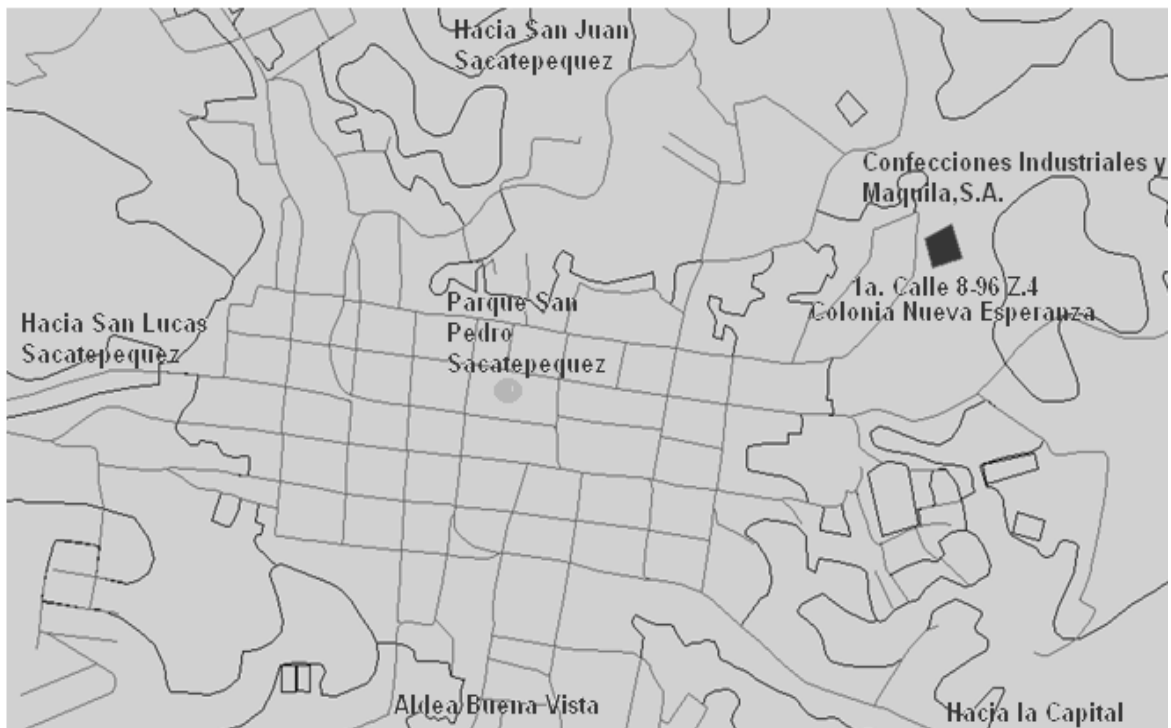 Hacia San Juan
Sacatepequez
Confecciones Industriales y
Maquila,S.A.
1a. Calle 8-96 Z.4
Colonia Nueva Esperanza
Parque San
Pedro
Sacatepequez
Hacia San Lucas
Sacatepequez
Aldea Buena Vista
Hacia la Capital